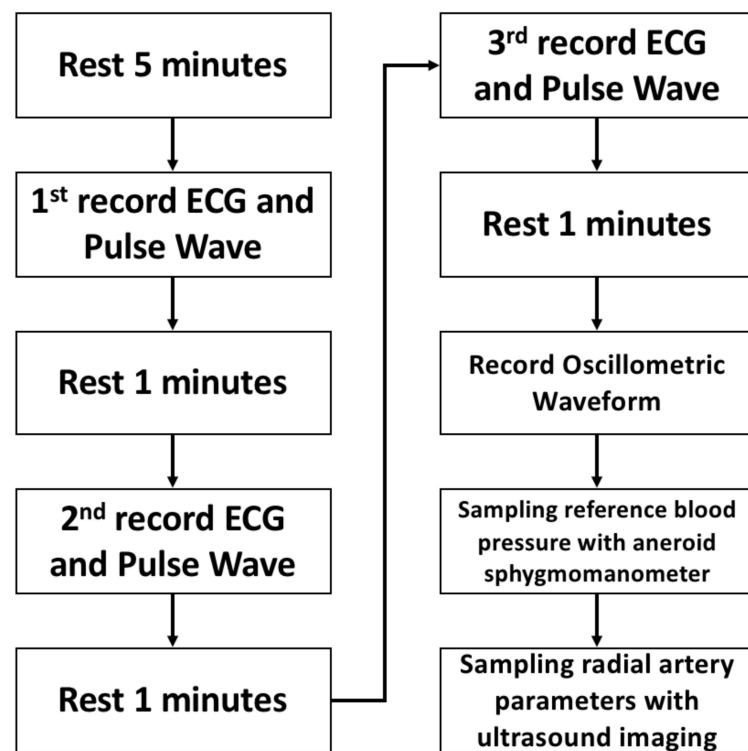 Rest 5 minutes
1st record ECG and
Pulse Wave
Rest 1 minutes
2nd record ECG
and Pulse Wave
Rest 1 minutes
3rd record ECG
and Pulse Wave
Rest 1 minutes
Record Oscillometric
Waveform
Sampling reference blood
pressure with aneroid
sphygmomanometer
Sampling radial artery
parameters with
ultrasound imaging